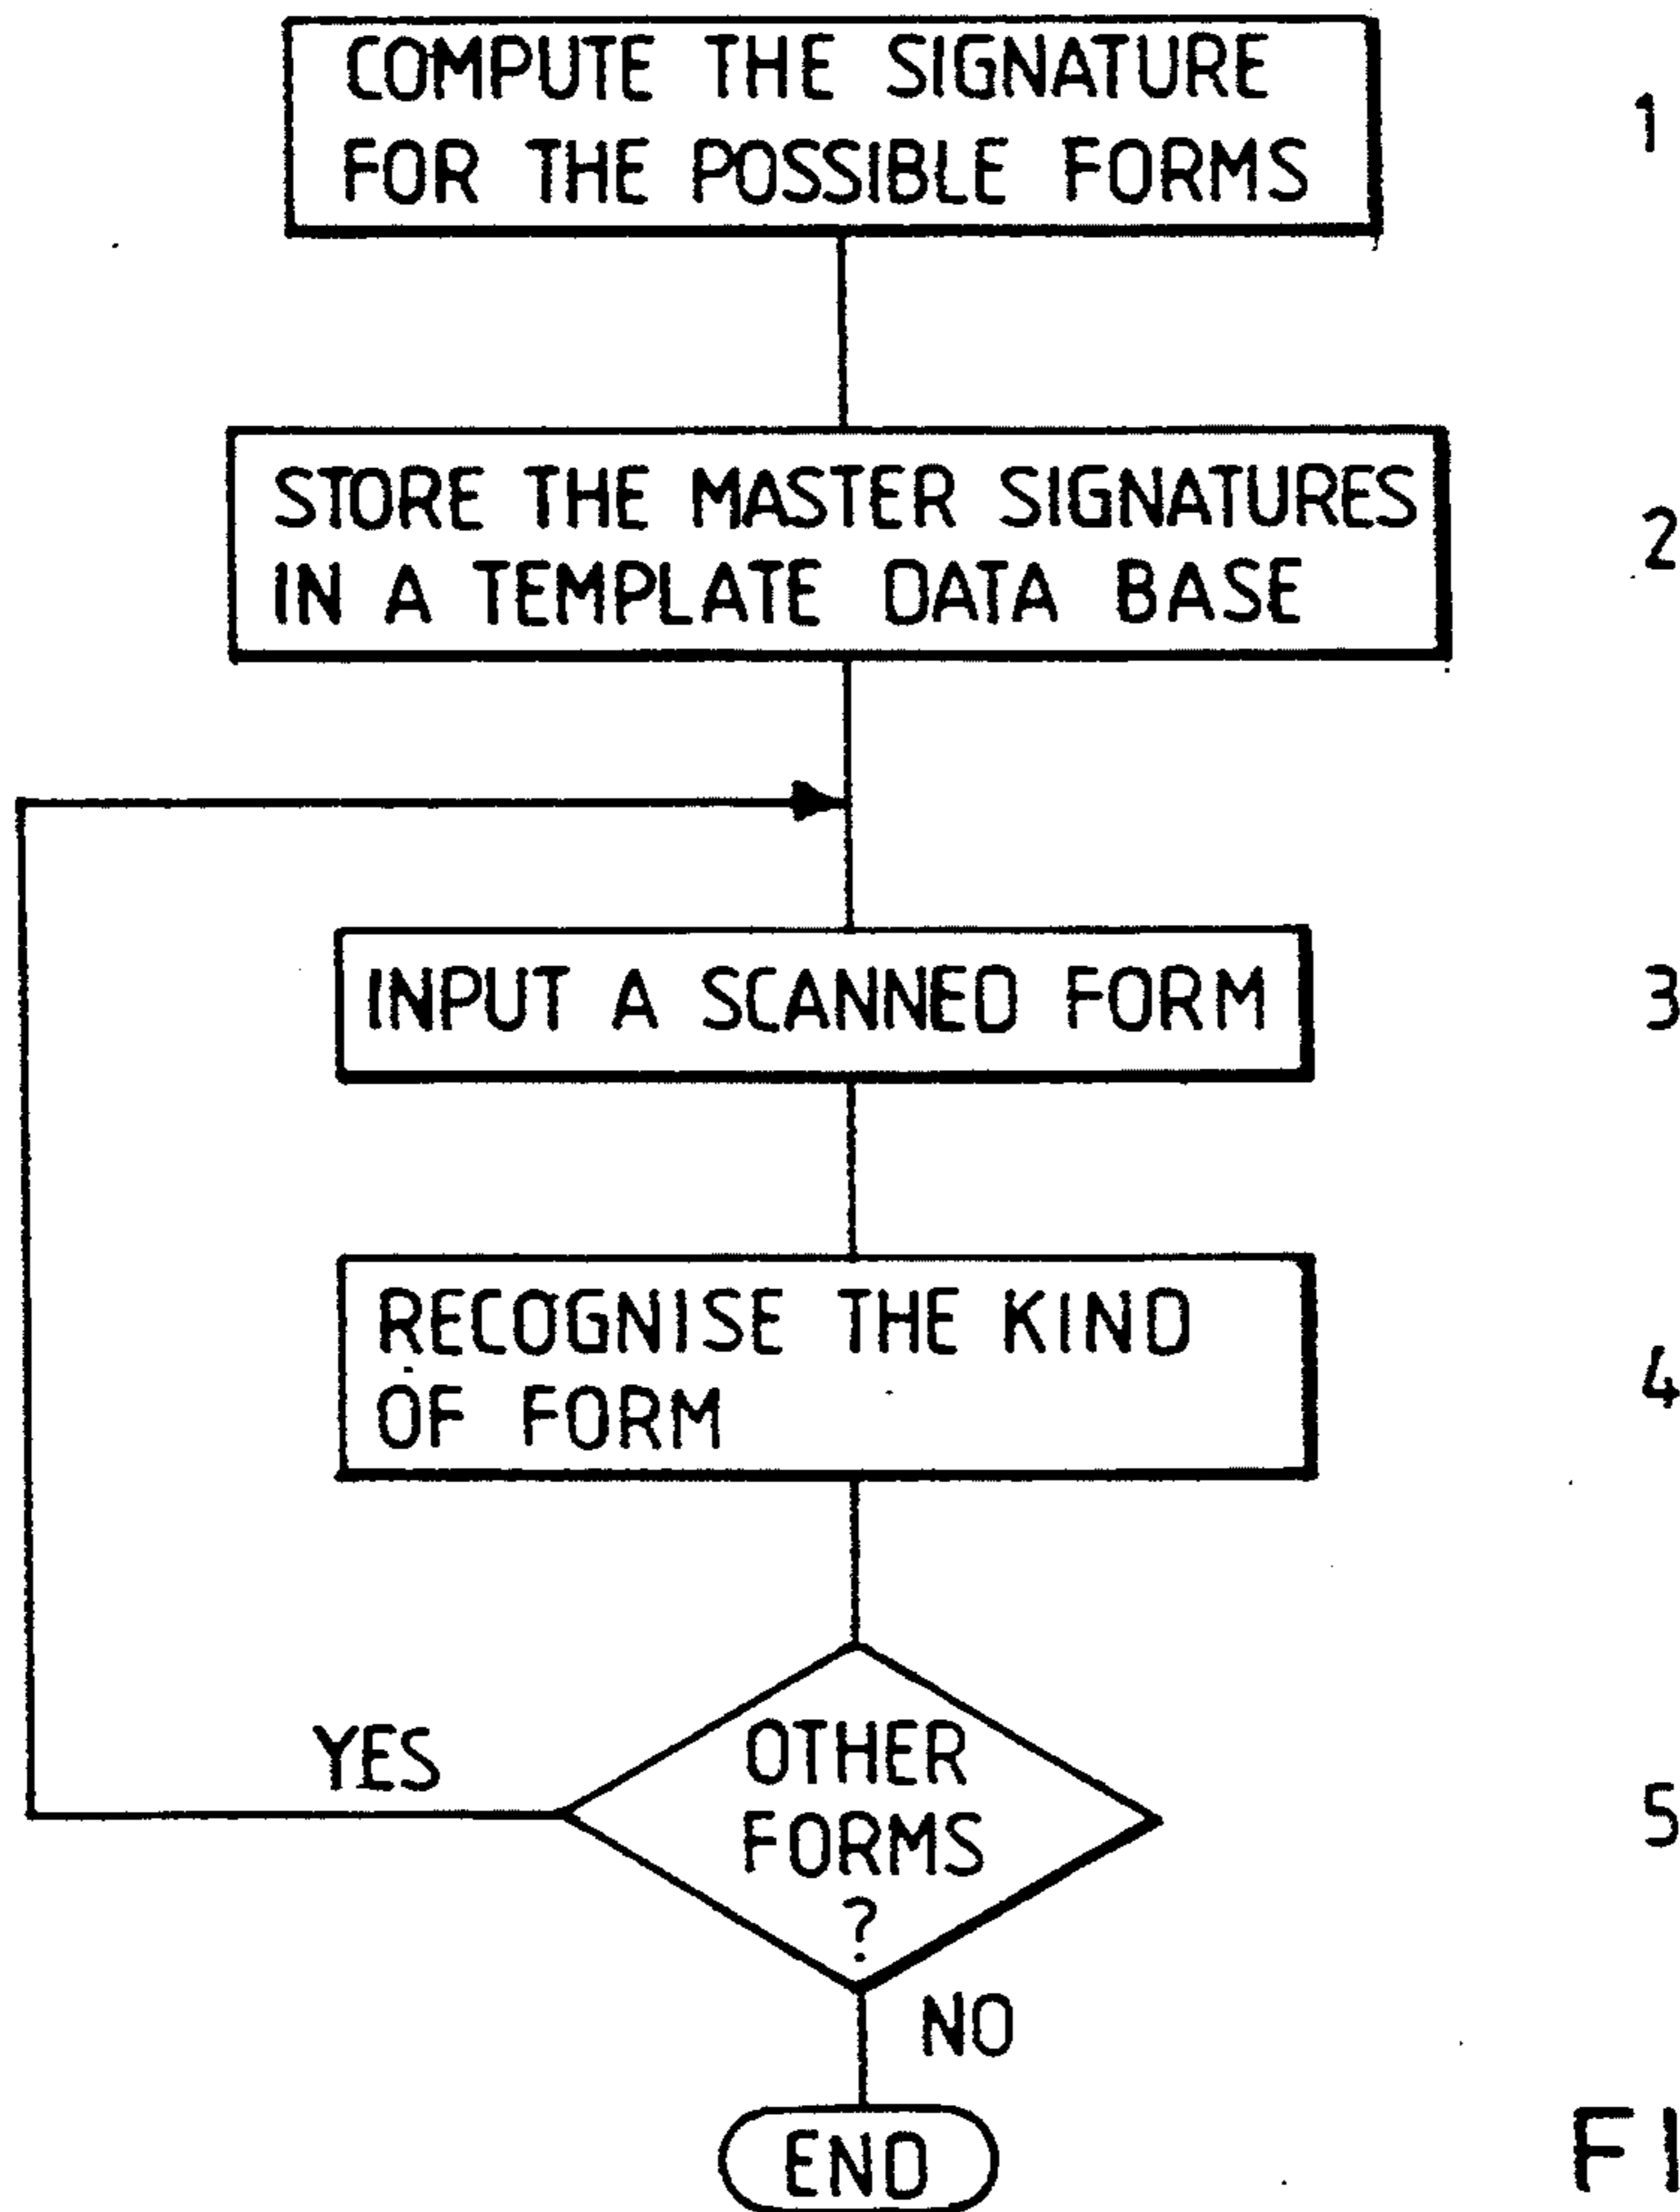 COMPUTE THE SIGNATURE
FOR THE POSSIBLE FORMS
1
STORE THE MASTER SIGNATURES
IN A TEMPLATE DATA BASE
2
INPUT A SCANNED FORM
3
RECOGNISE THE KIND
OF FORM
4
YES
OTHER
FORMS
?
5
NO
END